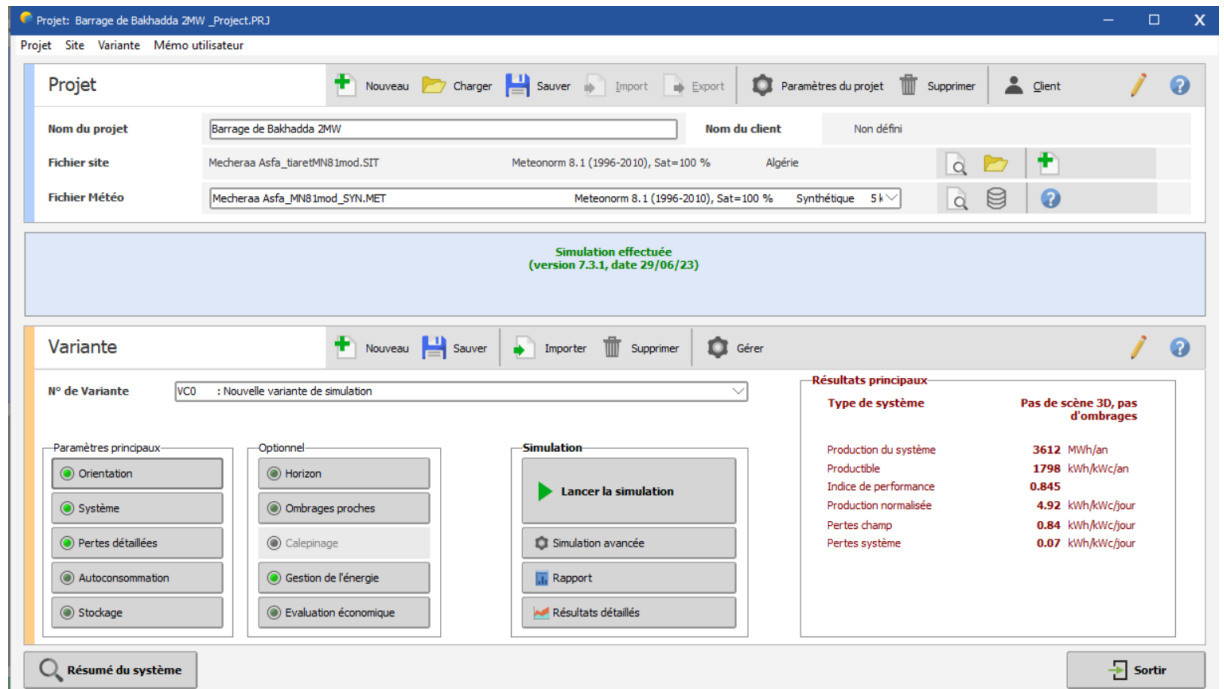 Projet: Barrage de Bakhadda 2MW _Project.PRJ
Projet Site Variante Mémo utilisateur
Projet Nouveau Charger Sauver Import Export Paramètres du projet Supprimer Client
Nom du projet Barrage de Bakhadda 2MW Nom du client Non défini
Fichier site Mecheraa Asfa_tiaretMN81mod.SIT Meteonorm 8.1 (1996-2010), Sat=100 % Algérie
Fichier Météo Mecheraa Asfa_MN81mod_SYN.MET Meteonorm 8.1 (1996-2010), Sat=100 % Synthétique 5 k
Simulation effectuée
(version 7.3.1, date 29/06/23)
Variante Nouveau Sauver Importer Supprimer Gérer
N° de Variante VC0 : Nouvelle variante de simulation
Paramètres principaux
Orientation
Système
Pertes détaillées
Autoconsommation
Stockage
Optionnel
Horizon
Ombrages proches
Calepinage
Gestion de l'énergie
Evaluation économique
Simulation
Lancer la simulation
Simulation avancée
Rapport
Résultats détaillés
Résultats principaux
Type de système Pas de scène 3D, pas
d'ombrages
Production du système 3612 MWh/an
Productible 1798 kWh/kWc/an
Indice de performance 0.845
Production normalisée 4.92 kWh/kWc/jour
Pertes champ 0.84 kWh/kWc/jour
Pertes système 0.07 kWh/kWc/jour
Résumé du système
Sortir